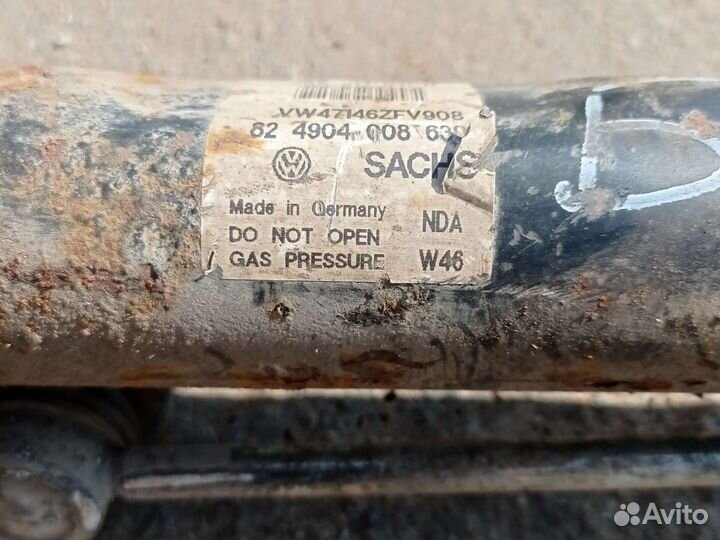 VW47146ZFV908
82 4904 008 639
SACHS
Made in Germany
NDA
DO NOT OPEN
GAS PRESSURE
W46
Avito